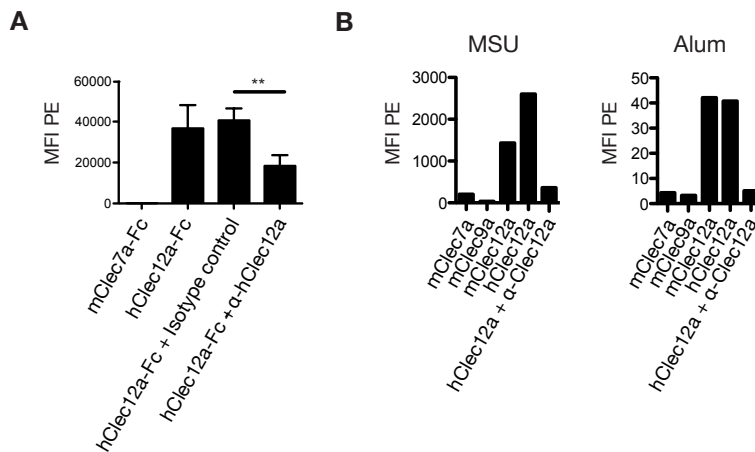 A
MFI PE
60000
40000
20000
0
**
mClec7a-Fc
hClec12a-Fc
hClec12a-Fc + Isotype control
hClec12a-Fc + α-hClec12a
B
MSU
MFI PE
3000
2000
1000
0
mClec7a
mClec9a
mClec12a
hClec12a
hClec12a + α-Clec12a
Alum
MFI PE
50
40
30
20
10
0
mClec7a
mClec9a
mClec12a
hClec12a
hClec12a + α-Clec12a